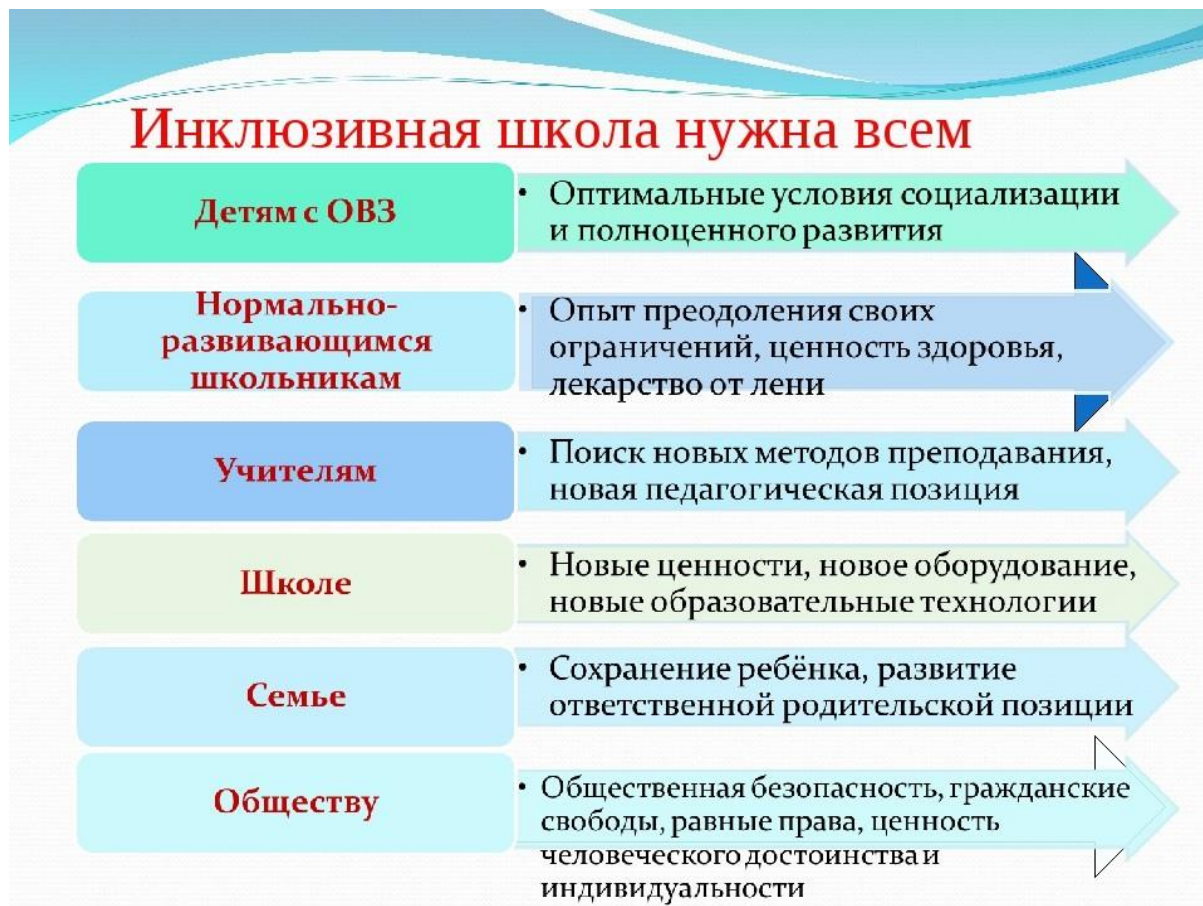 Инклюзивная школа нужна всем
Детям с ОВЗ
• Оптимальные условия социализации
и полноценного развития
Нормально-
развивающимся
школьникам
• Опыт преодоления своих
ограничений, ценность здоровья,
лекарство от лени
Учителям
• Поиск новых методов преподавания,
новая педагогическая позиция
Школе
• Новые ценности, новое оборудование,
новые образовательные технологии
Семье
• Сохранение ребёнка, развитие
ответственной родительской позиции
Обществу
• Общественная безопасность, гражданские
свободы, равные права, ценность
человеческого достоинства и
индивидуальности